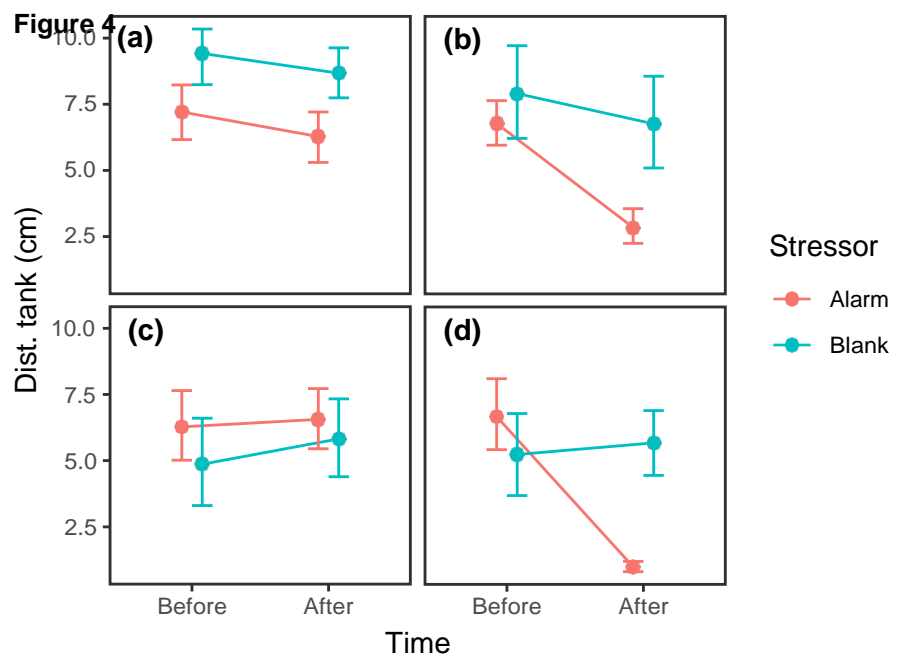 Figure 4
(a)
(b)
10.0
7.5
5.0
2.5
Dist. tank (cm)
(c)
(d)
10.0
7.5
5.0
2.5
Before
After
Before
After
Time
Stressor
Alarm
Blank